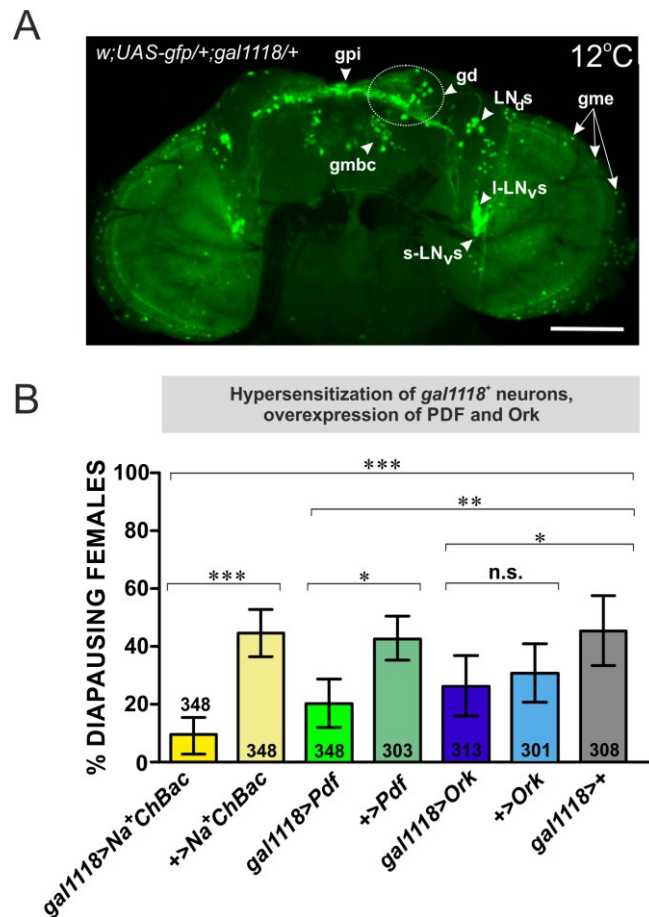 A
w;UAS-gfp/+;gal1118/+
12°C
gpi
gd
LNds
gme
gmbc
l-LNvs
s-LNvs
B
Hypersensitization of gal1118+ neurons,
overexpression of PDF and Ork
% DIAPAUSING FEMALES
100
80
60
40
20
0
***
**
*
***
*
n.s.
348
348
348
303
313
301
308
gal1118>Na+ChBac
+>Na+ChBac
gal1118>Pdf
+>Pdf
gal1118>Ork
+>Ork
gal1118>+